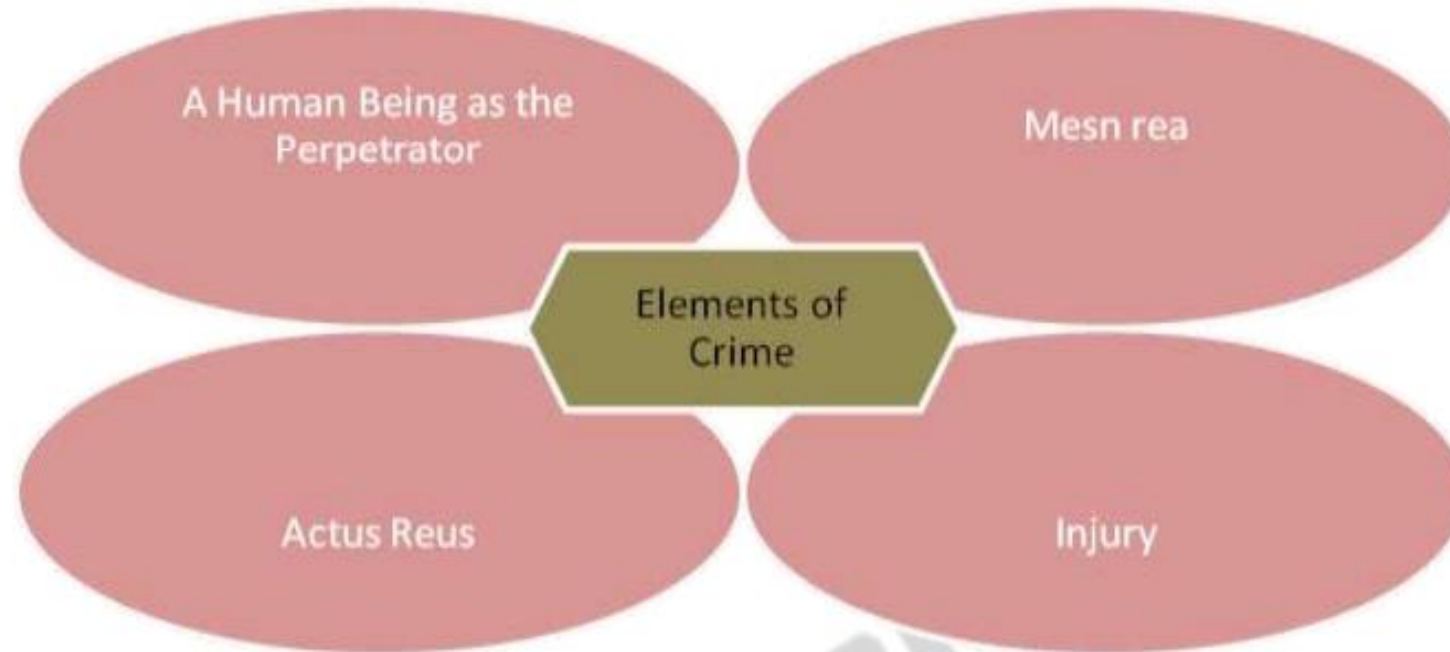 A Human Being as the
Perpetrator
Mesn rea
Elements of
Crime
Actus Reus
Injury